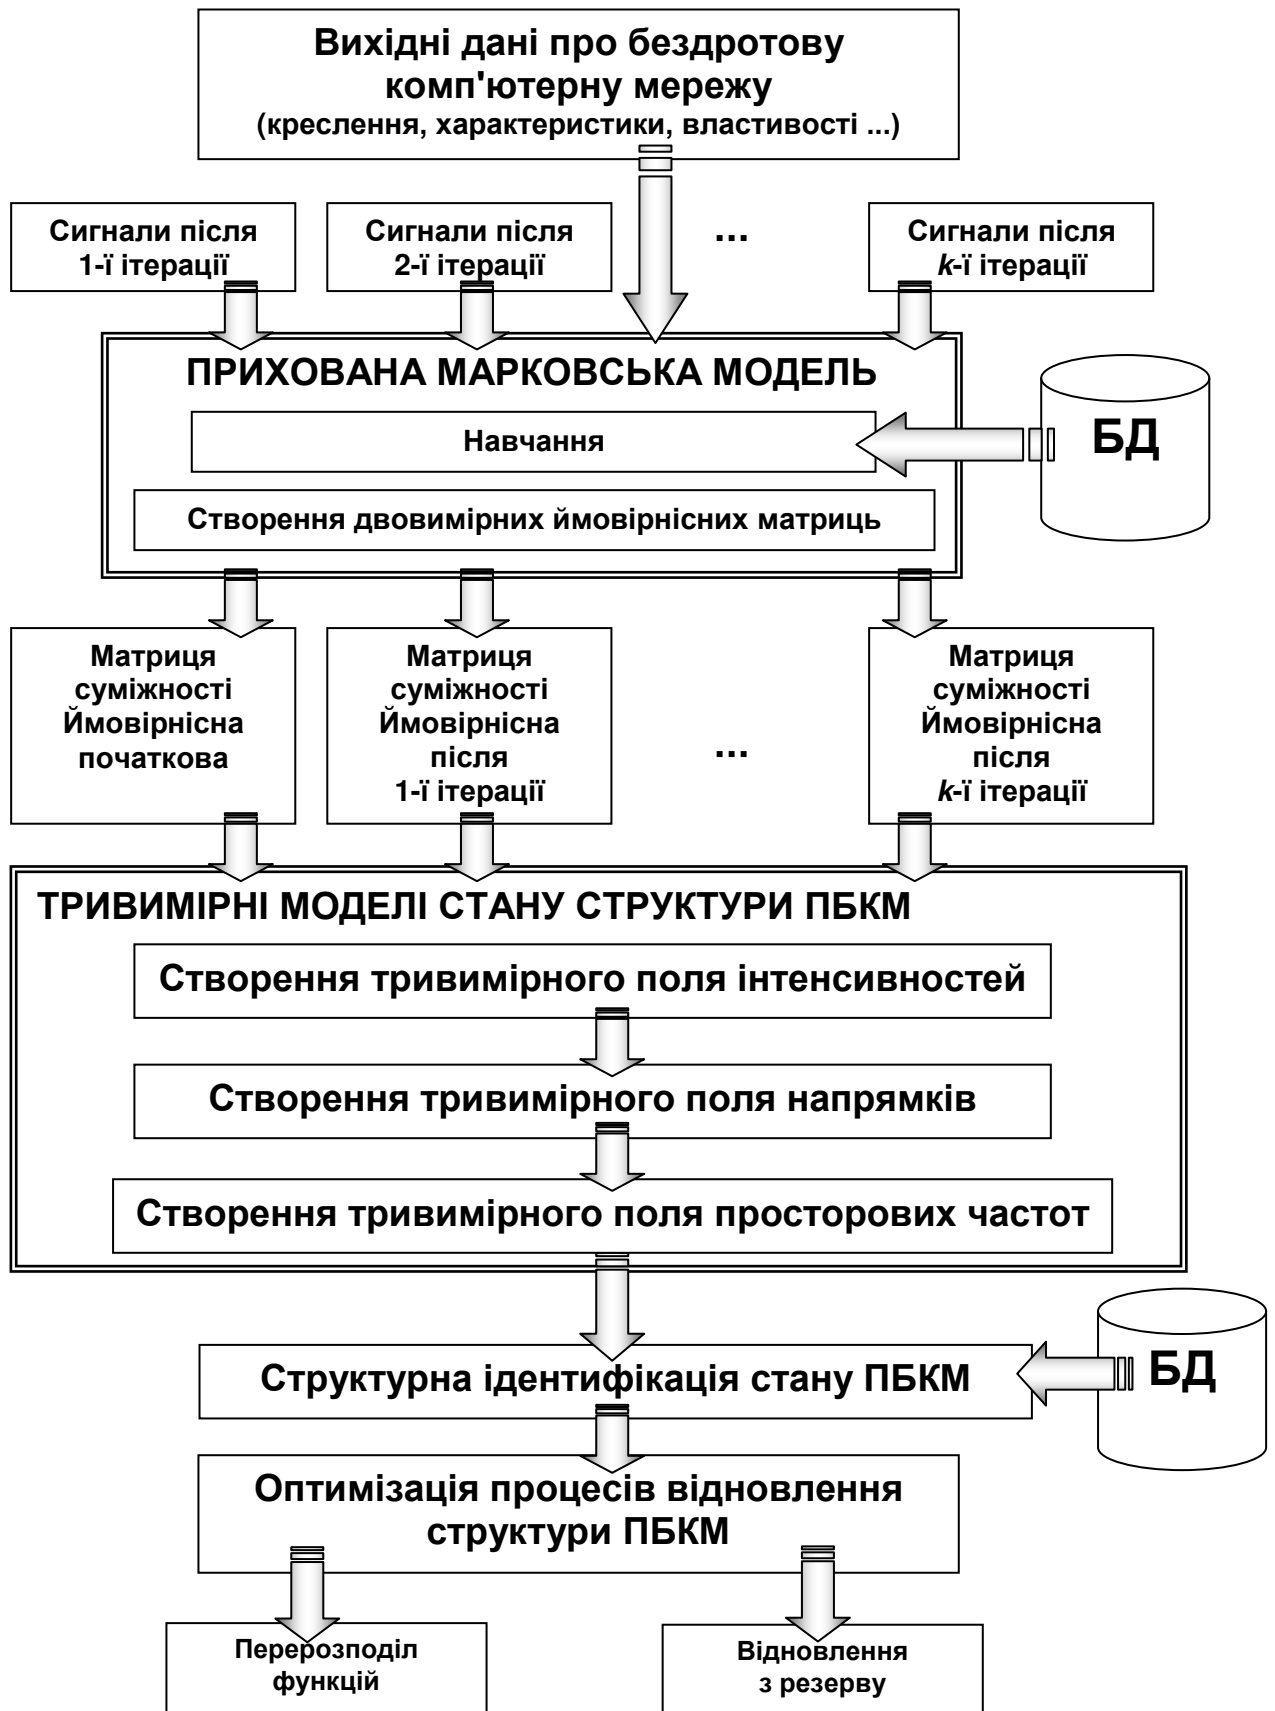 Вихідні дані про бездротову
комп'ютерну мережу
(креслення, характеристики, властивості ...)
Сигнали після
1-ї ітерації
Сигнали після
2-ї ітерації
...
Сигнали після
k-ї ітерації
ПРИХОВАНА МАРКОВСЬКА МОДЕЛЬ
Навчання
БД
Створення двовимірних ймовірнісних матриць
Матриця
суміжності
Ймовірнісна
початкова
Матриця
суміжності
Ймовірнісна
після
1-ї ітерації
...
Матриця
суміжності
Ймовірнісна
після
k-ї ітерації
ТРИВИМІРНІ МОДЕЛІ СТАНУ СТРУКТУРИ ПБКМ
Створення тривимірного поля інтенсивностей
Створення тривимірного поля напрямків
Створення тривимірного поля просторових частот
Структурна ідентифікація стану ПБКМ
БД
Оптимізація процесів відновлення
структури ПБКМ
Перерозподіл
функцій
Відновлення
з резерву